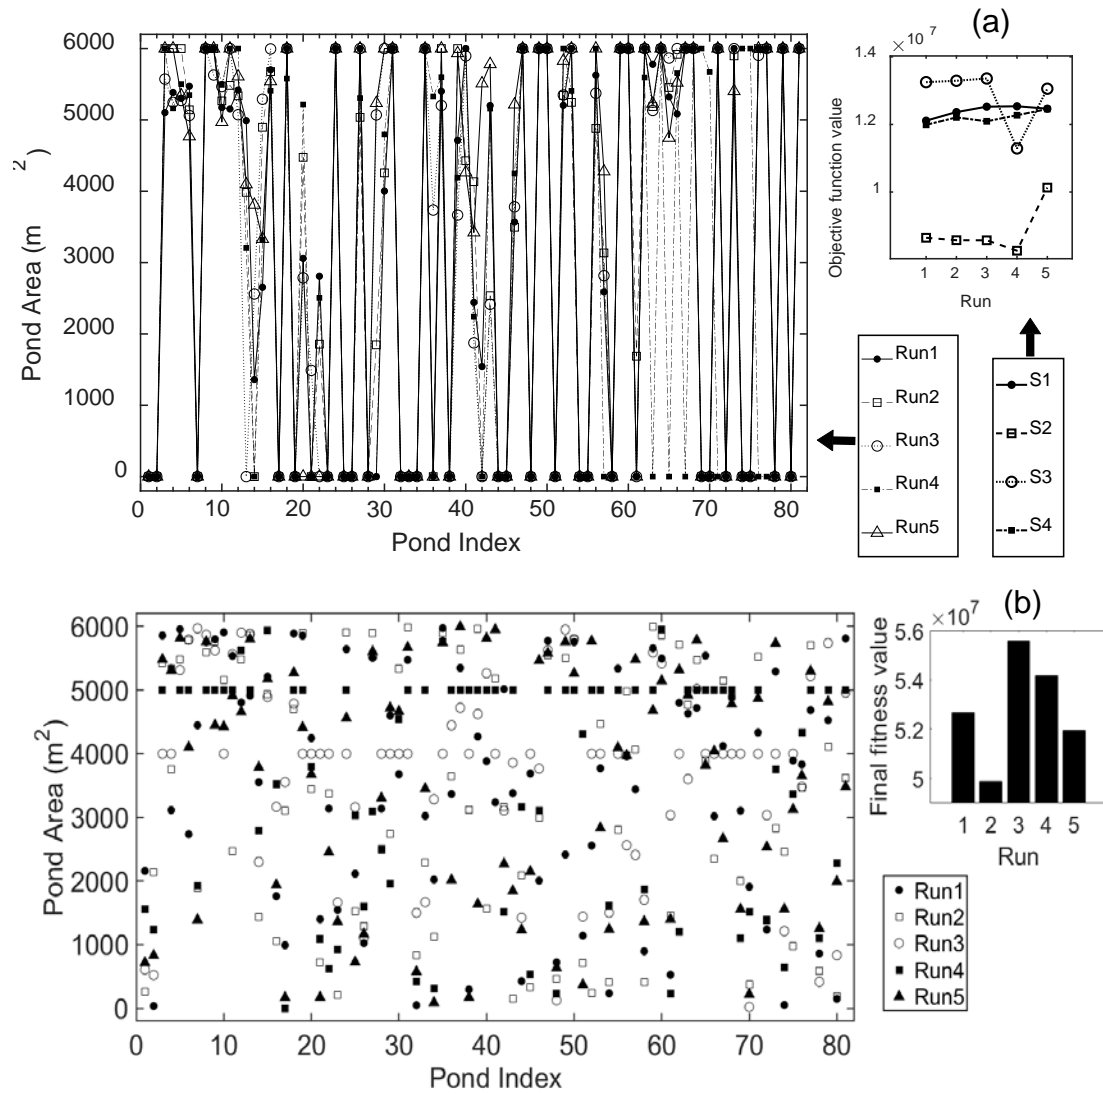 (a)
6000
5000
4000
3000
2000
1000
0
Pond Area (m 2 )
0 10 20 30 40 50 60 70 80
Pond Index
× 10 7
1.4
1.2
1
Objective function value
1 2 3 4 5
Run
Run1
Run2
Run3
Run4
Run5
S1
S2
S3
S4
(b)
6000
5000
4000
3000
2000
1000
0
Pond Area (m²)
0 10 20 30 40 50 60 70 80
Pond Index
×10⁷
5.6
5.4
5.2
5
Final fitness value
1 2 3 4 5
Run
Run1
Run2
Run3
Run4
Run5